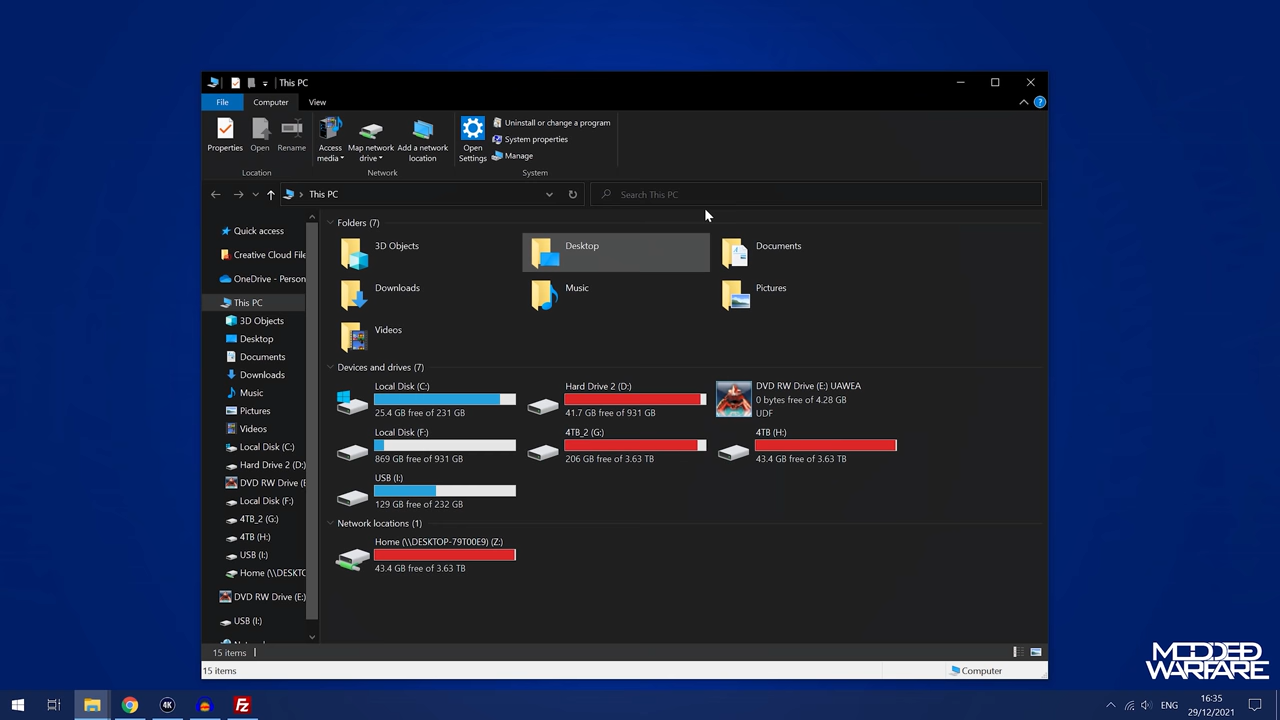 This PC
File
Computer
View
Properties
Open
Rename
Access media
Map network drive
Add a network location
Open Settings
Uninstall or change a program
System properties
Manage
Location
Network
System
This PC
Search This PC
Quick access
Creative Cloud File
OneDrive - Person
This PC
3D Objects
Desktop
Documents
Downloads
Music
Pictures
Videos
Local Disk (C:)
Hard Drive 2 (D:)
DVD RW Drive (E
Local Disk (F:)
4TB_2 (G:)
4TB (H:)
USB (I:)
Home (\\DESKTO
DVD RW Drive (E:)
USB (I:)
Folders (7)
3D Objects
Desktop
Documents
Downloads
Music
Pictures
Videos
Devices and drives (7)
Local Disk (C:)
25.4 GB free of 231 GB
Hard Drive 2 (D:)
41.7 GB free of 931 GB
DVD RW Drive (E:) UAWEA
0 bytes free of 4.28 GB
UDF
Local Disk (F:)
869 GB free of 931 GB
4TB_2 (G:)
206 GB free of 3.63 TB
4TB (H:)
43.4 GB free of 3.63 TB
USB (I:)
129 GB free of 232 GB
Network locations (1)
Home (\\DESKTOP-79T00E9) (Z:)
43.4 GB free of 3.63 TB
15 items
15 items
Computer
MODDED
WARFARE
4K
FZ
ENG
16:35
29/12/2021